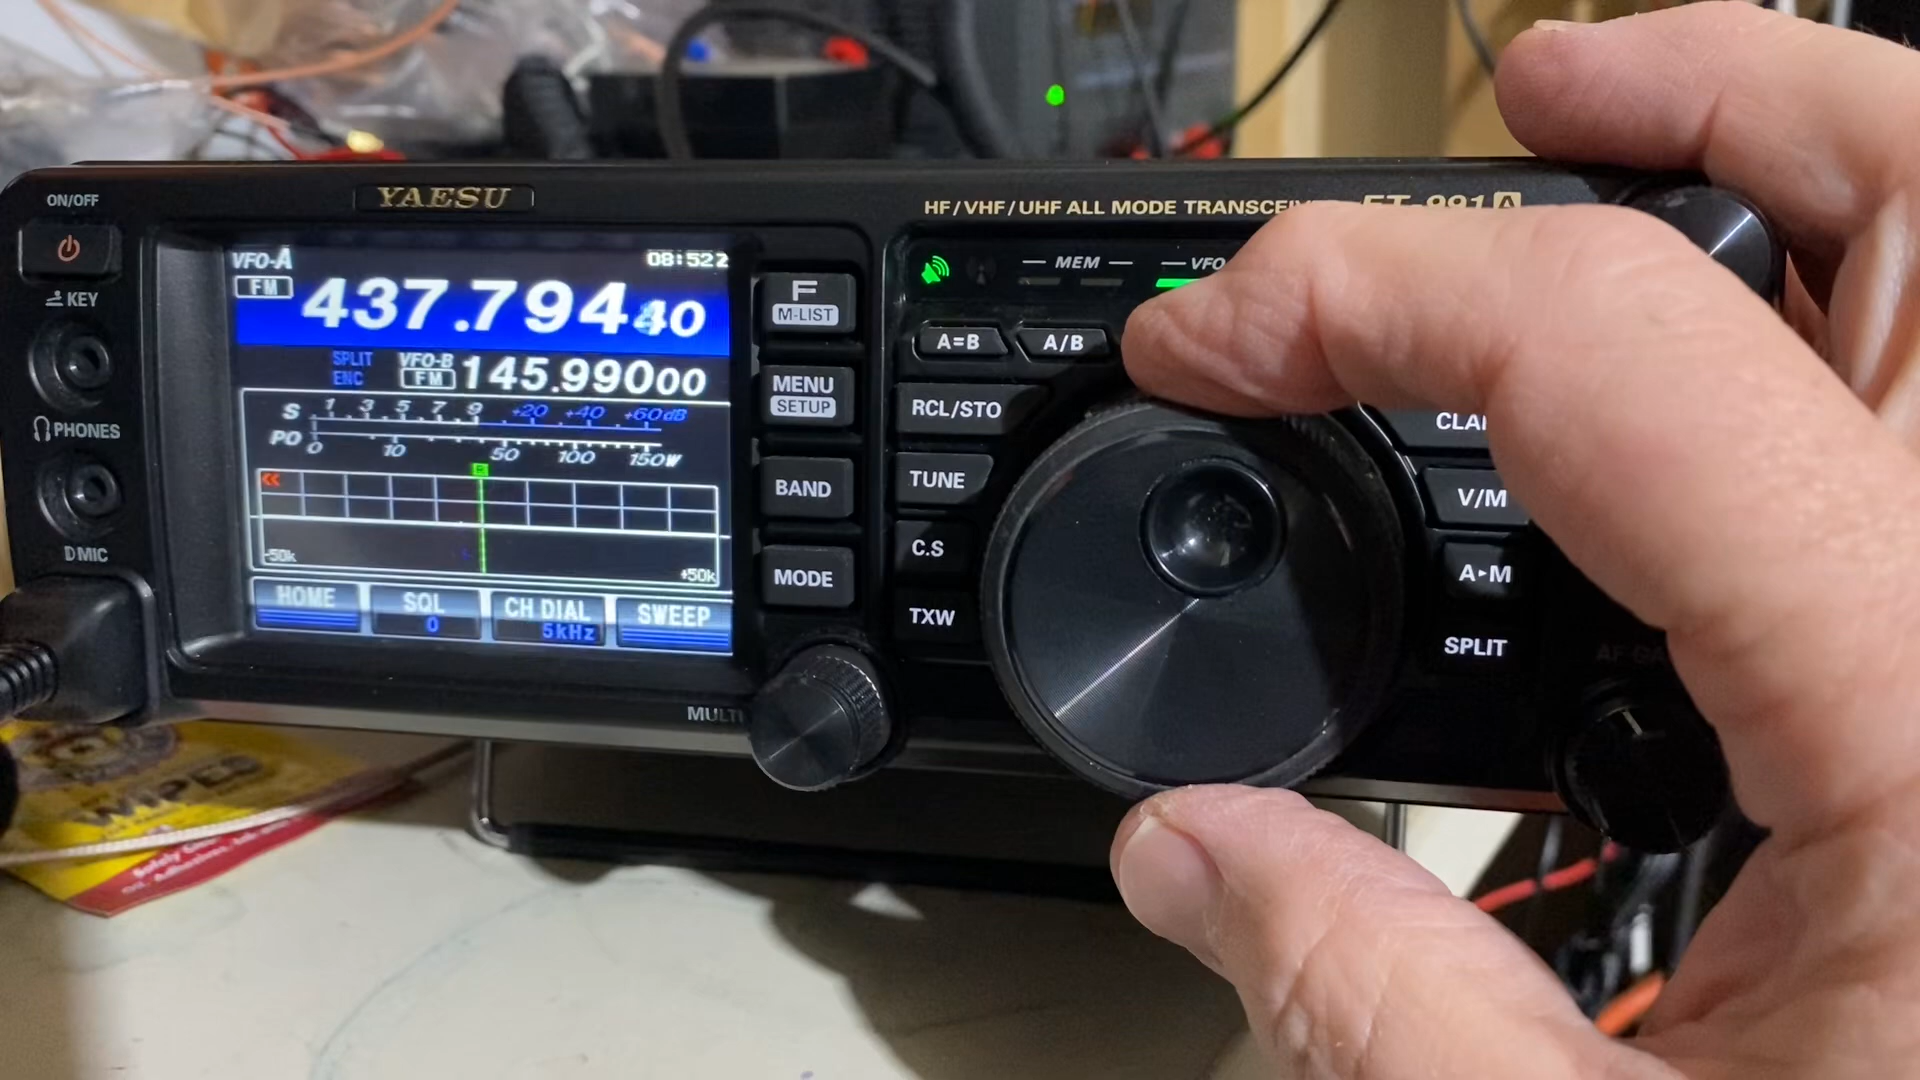 ON/OFF
YAESU
HF/VHF/UHF ALL MODE
KEY
PHONES
D MIC
VFO-A
08:52
FM
437.794
SPLIT
ENC
VFO-B
FM
145.99000
S 1 3 5 7 9 +20 +40 +60dB
PO 0 10 50 100 150W
R
-50k
+50k
HOME
SQL
0
CH DIAL
5kHz
SWEEP
F
M-LIST
MENU
SETUP
BAND
MODE
MULTI
MEM
VFO
A=B
A/B
RCL/STO
TUNE
C.S
TXW
V/M
A▸M
SPLIT
WIPES